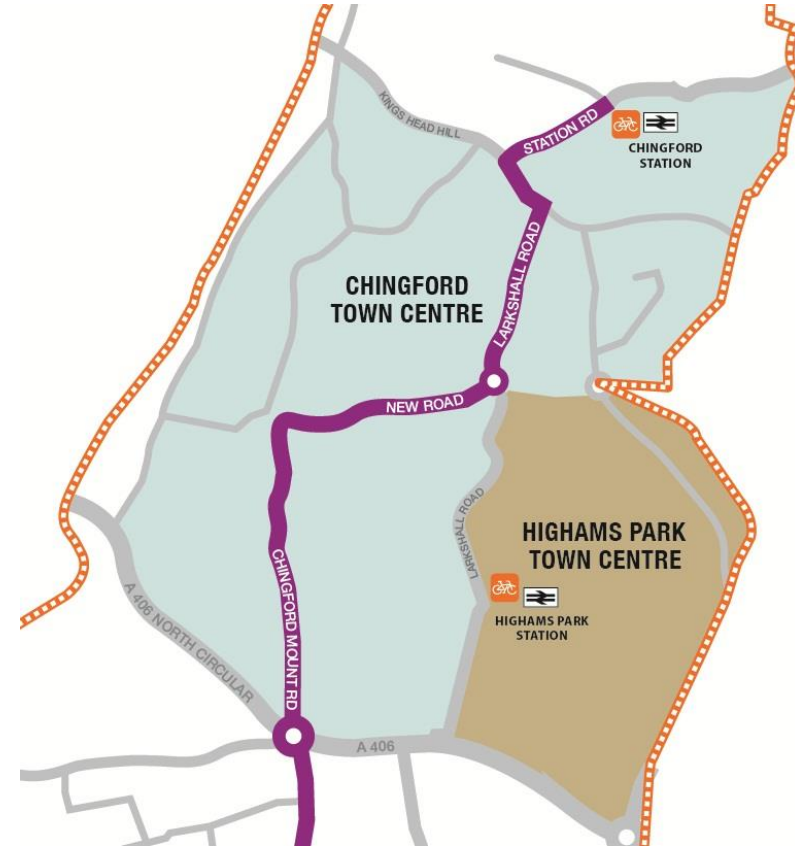 KINGS HEAD HILL
STATION RD
CHINGFORD
STATION
LARKSHALL ROAD
CHINGFORD
TOWN CENTRE
NEW ROAD
LARKSHALL ROAD
HIGHAMS PARK
TOWN CENTRE
HIGHAMS PARK
STATION
CHINGFORD MOUNT RD
A 406 NORTH CIRCULAR
A 406